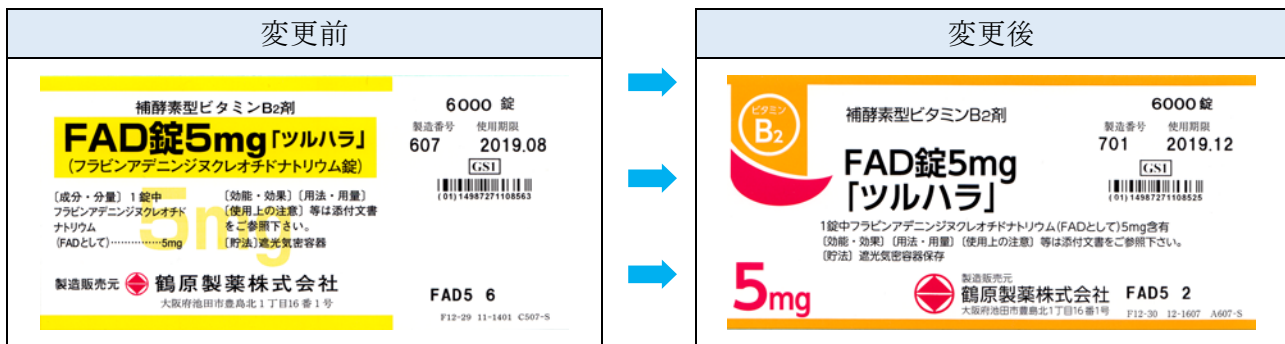 変更前
補酵素型ビタミンB2剤
FAD錠5mg「ツルハラ」
(フラビンアデニンジヌクレオチドナトリウム錠)
〔成分・分量〕1錠中
フラビンアデニンジヌクレオチド
ナトリウム
(FADとして)……………5mg
〔効能・効果〕〔用法・用量〕
〔使用上の注意〕等は添付文書
をご参照下さい。
〔貯法〕遮光気密容器
5mg
製造販売元 鶴原製薬株式会社
大阪府池田市豊島北1丁目16番1号
6000 錠
製造番号 使用期限
607 2019.08
GS1
(01)14987271108563
FAD5 6
F12-29 11-1401 C507-S
変更後
ビタミン
B2
補酵素型ビタミンB2剤
FAD錠5mg
「ツルハラ」
1錠中フラビンアデニンジヌクレオチドナトリウム(FADとして)5mg含有
〔効能・効果〕〔用法・用量〕〔使用上の注意〕等は添付文書をご参照下さい。
〔貯法〕遮光気密容器保存
5mg
製造販売元
鶴原製薬株式会社
大阪府池田市豊島北1丁目16番1号
6000錠
製造番号 使用期限
701 2019.12
GS1
(01)14987271108525
FAD5 2
F12-30 12-1607 A607-S